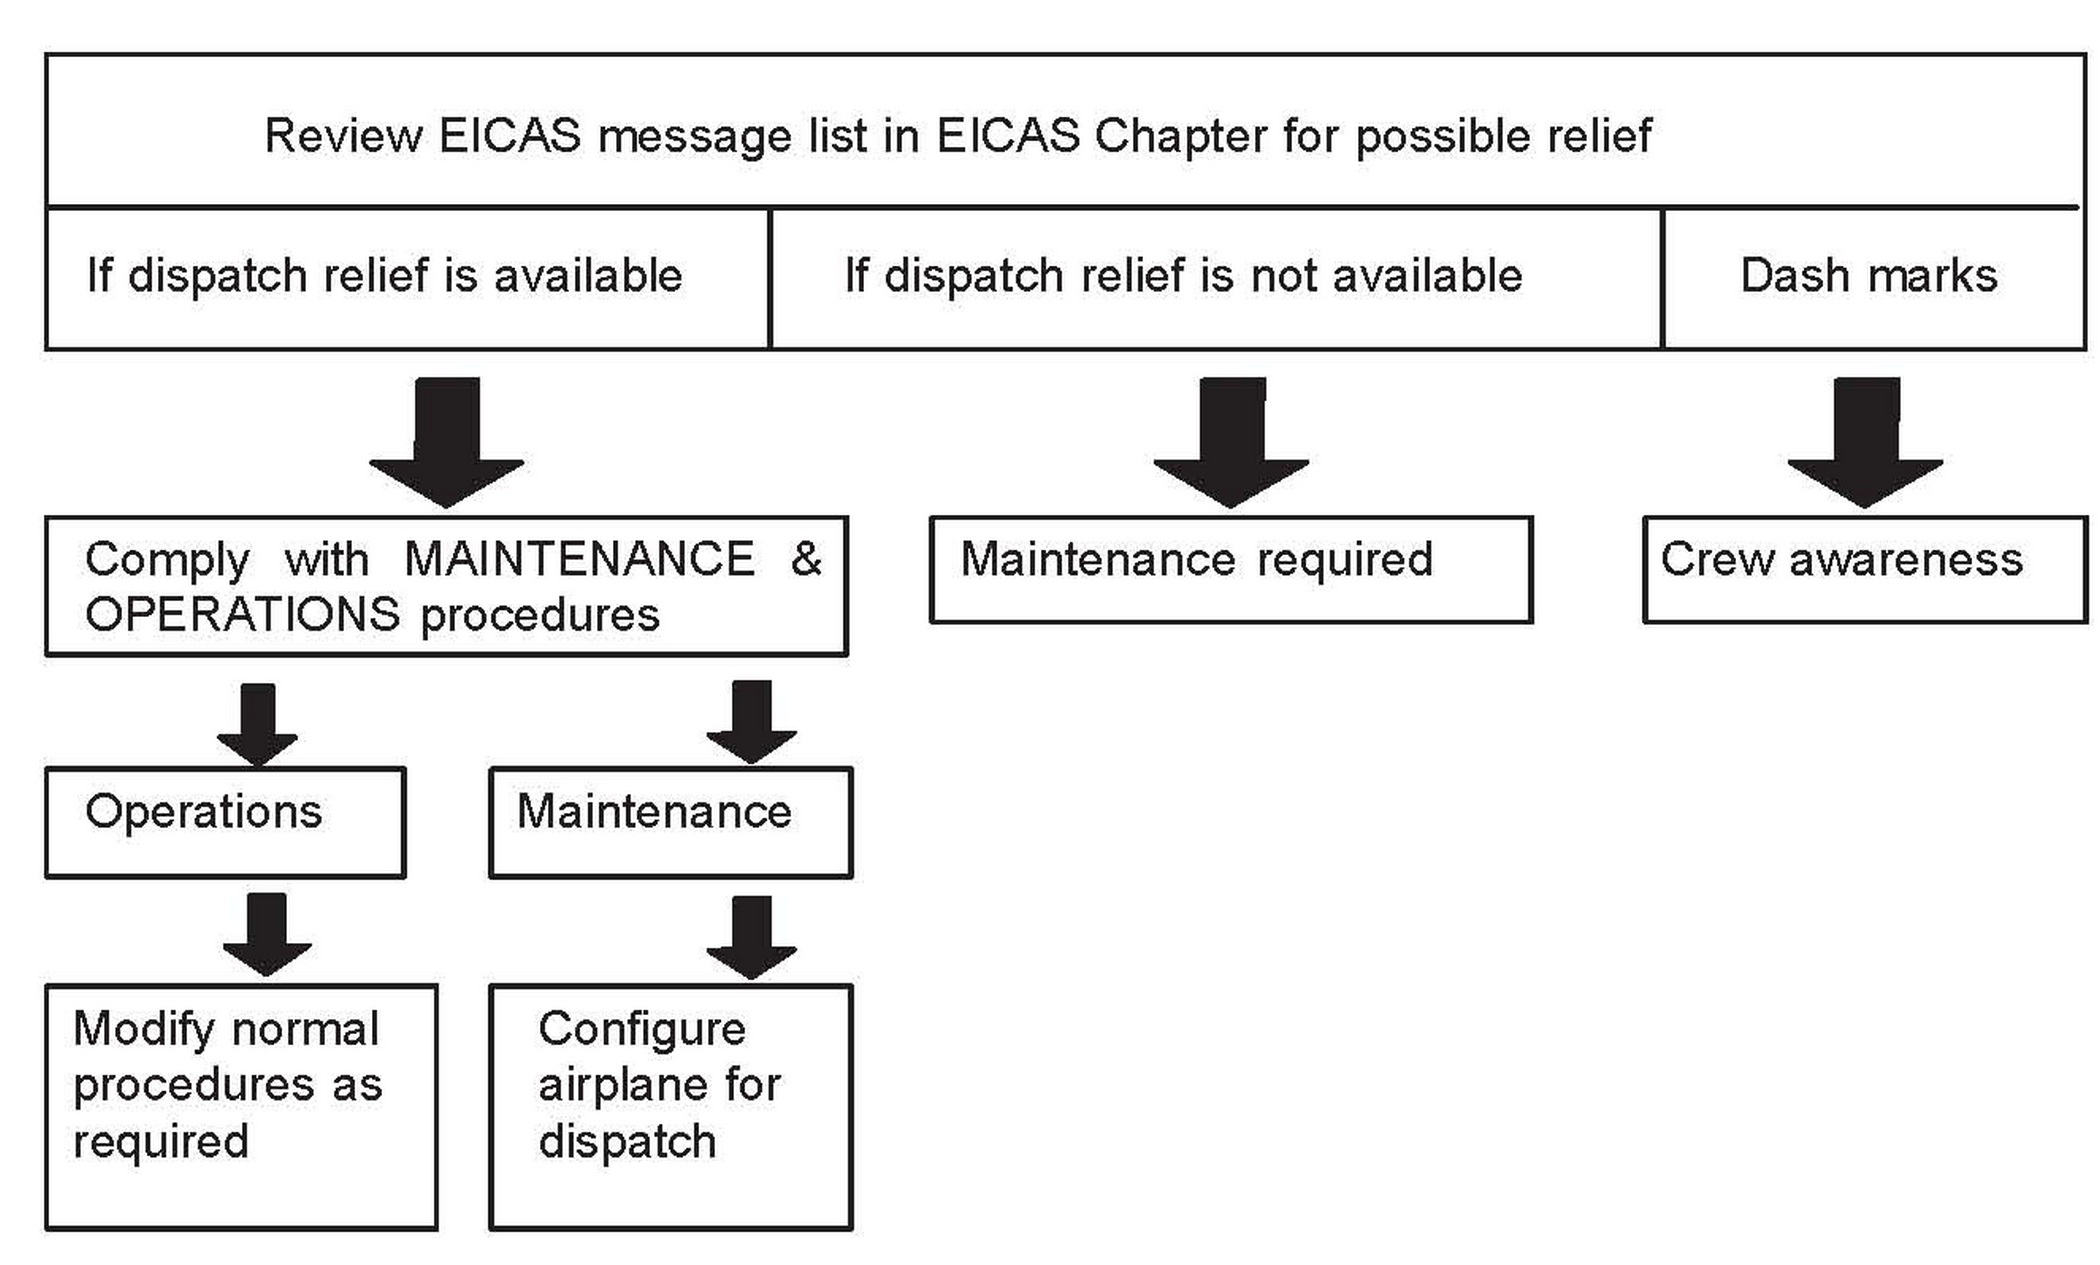 Review EICAS message list in EICAS Chapter for possible relief
If dispatch relief is available
If dispatch relief is not available
Dash marks
Comply with MAINTENANCE &
OPERATIONS procedures
Maintenance required
Crew awareness
Operations
Maintenance
Modify normal
procedures as
required
Configure
airplane for
dispatch